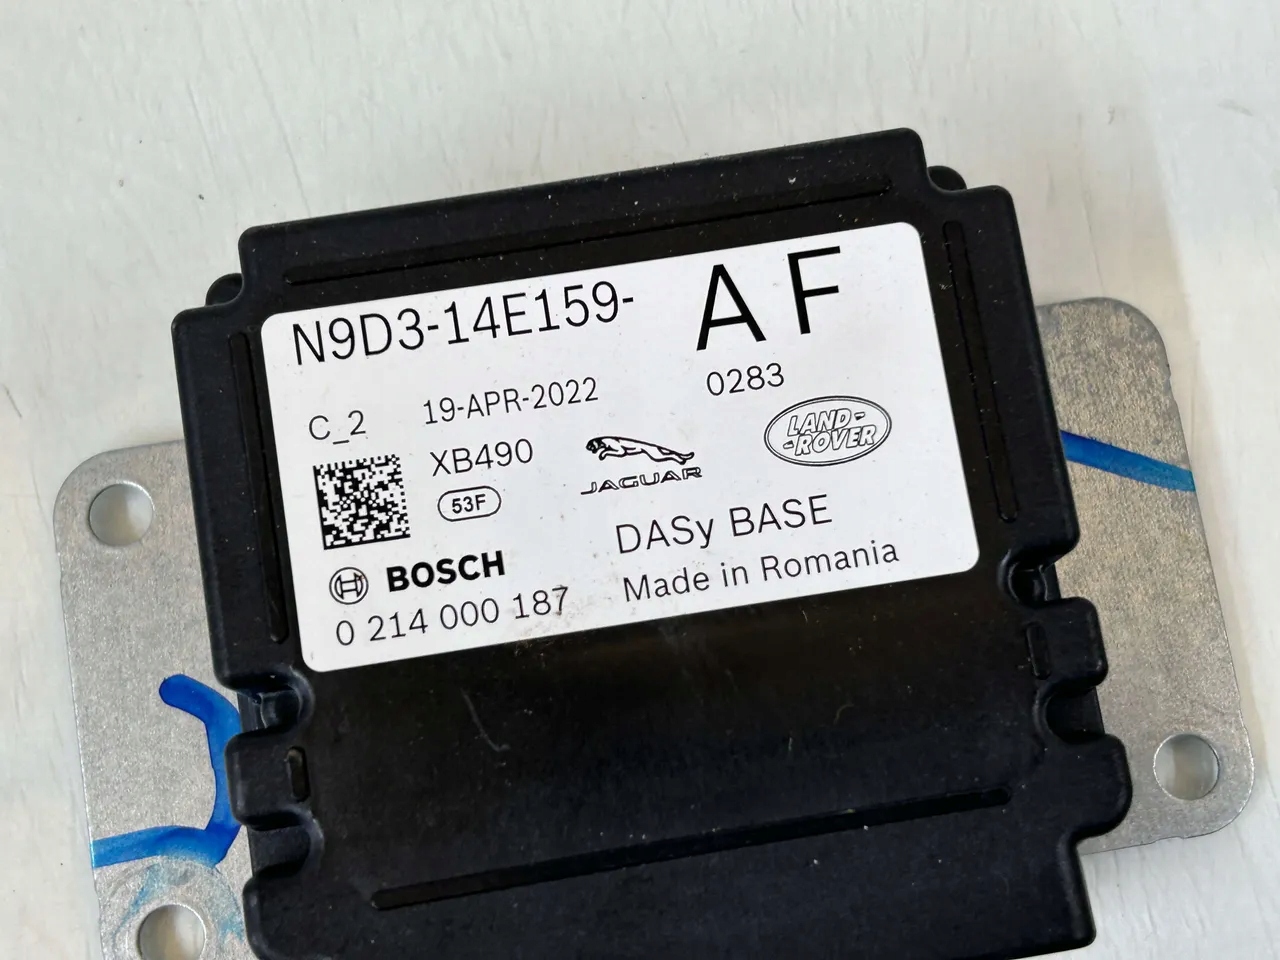 N9D3-14E159- AF
C_2 19-APR-2022 0283
XB490
53F
JAGUAR
LAND-
-ROVER
BOSCH
DASy BASE
0 214 000 187
Made in Romania